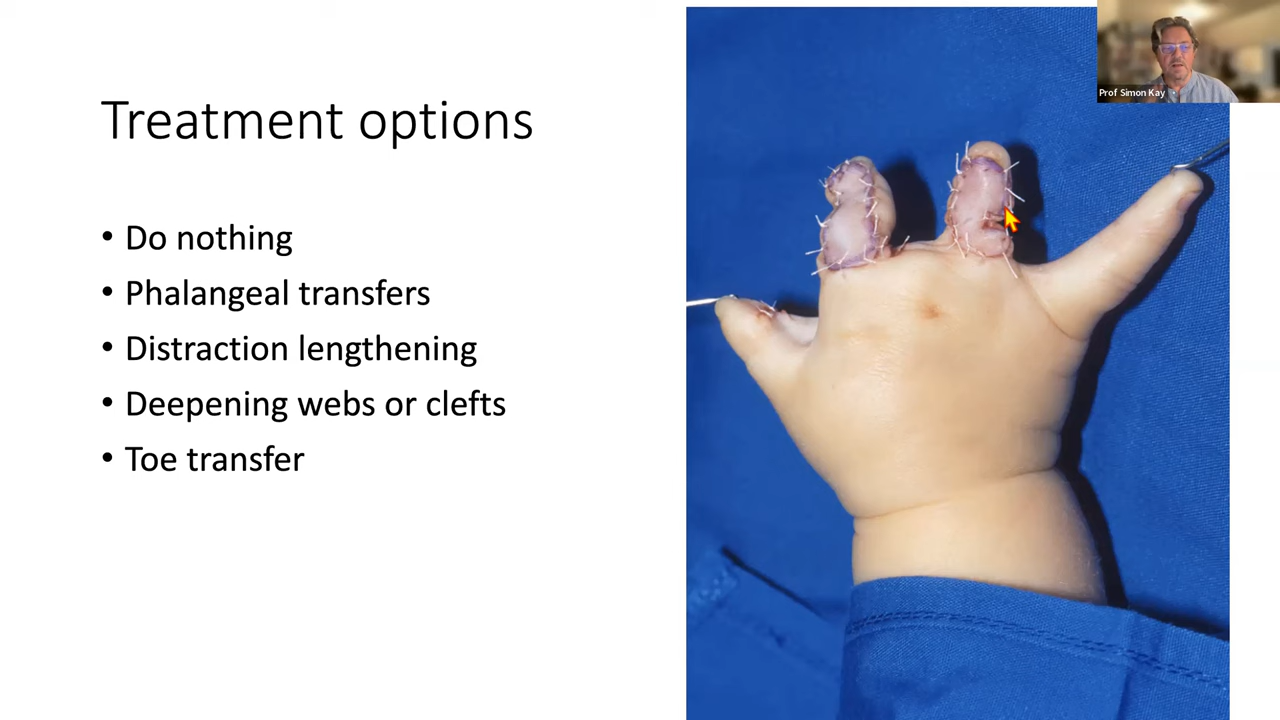 Treatment options
• Do nothing
• Phalangeal transfers
• Distraction lengthening
• Deepening webs or clefts
• Toe transfer
Prof Simon Kay